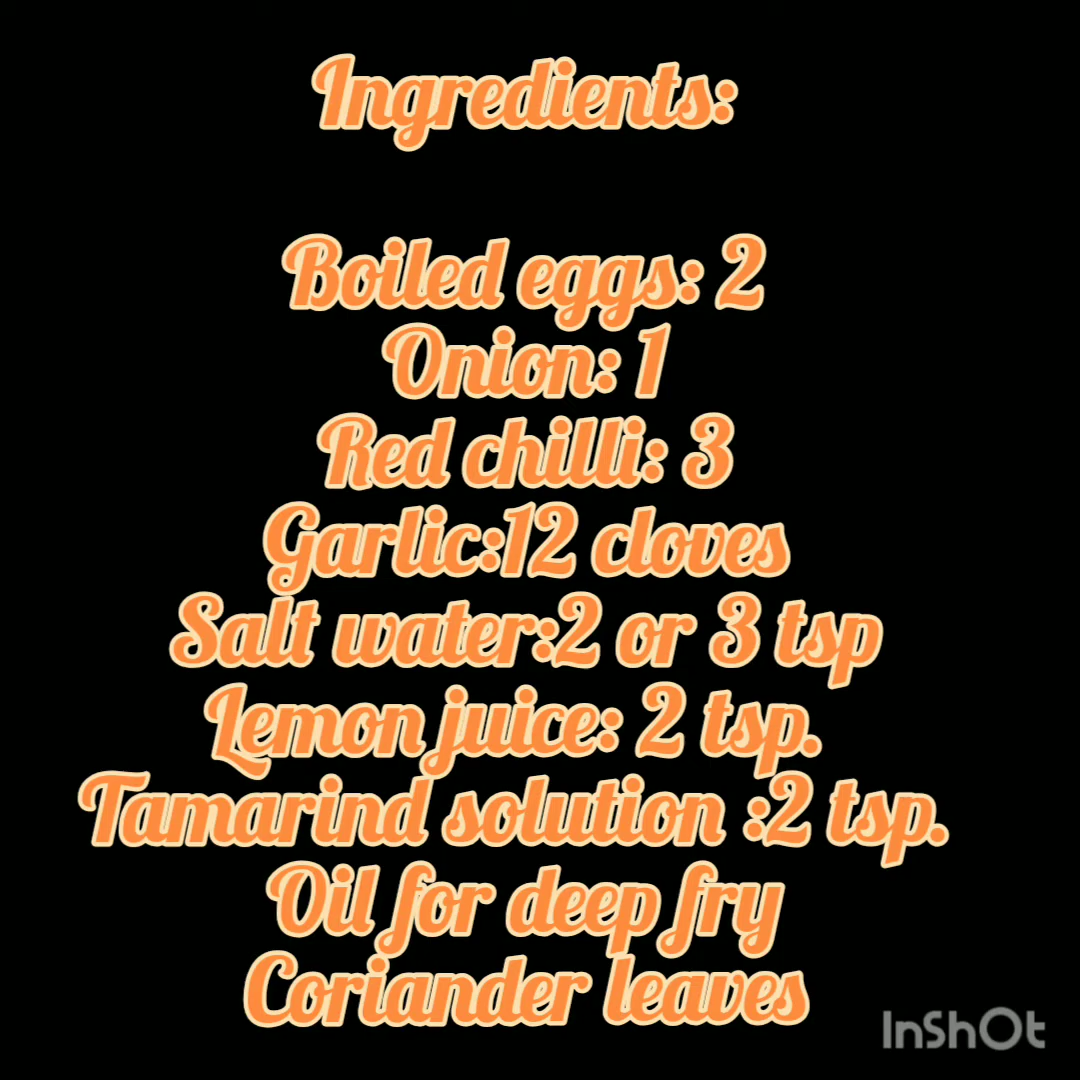 Ingredients:
Boiled eggs: 2
Onion: 1
Red chilli: 3
Garlic:12 cloves
Salt water:2 or 3 tsp
Lemon juice: 2 tsp.
Tamarind solution :2 tsp.
Oil for deep fry
Coriander leaves
InShOt